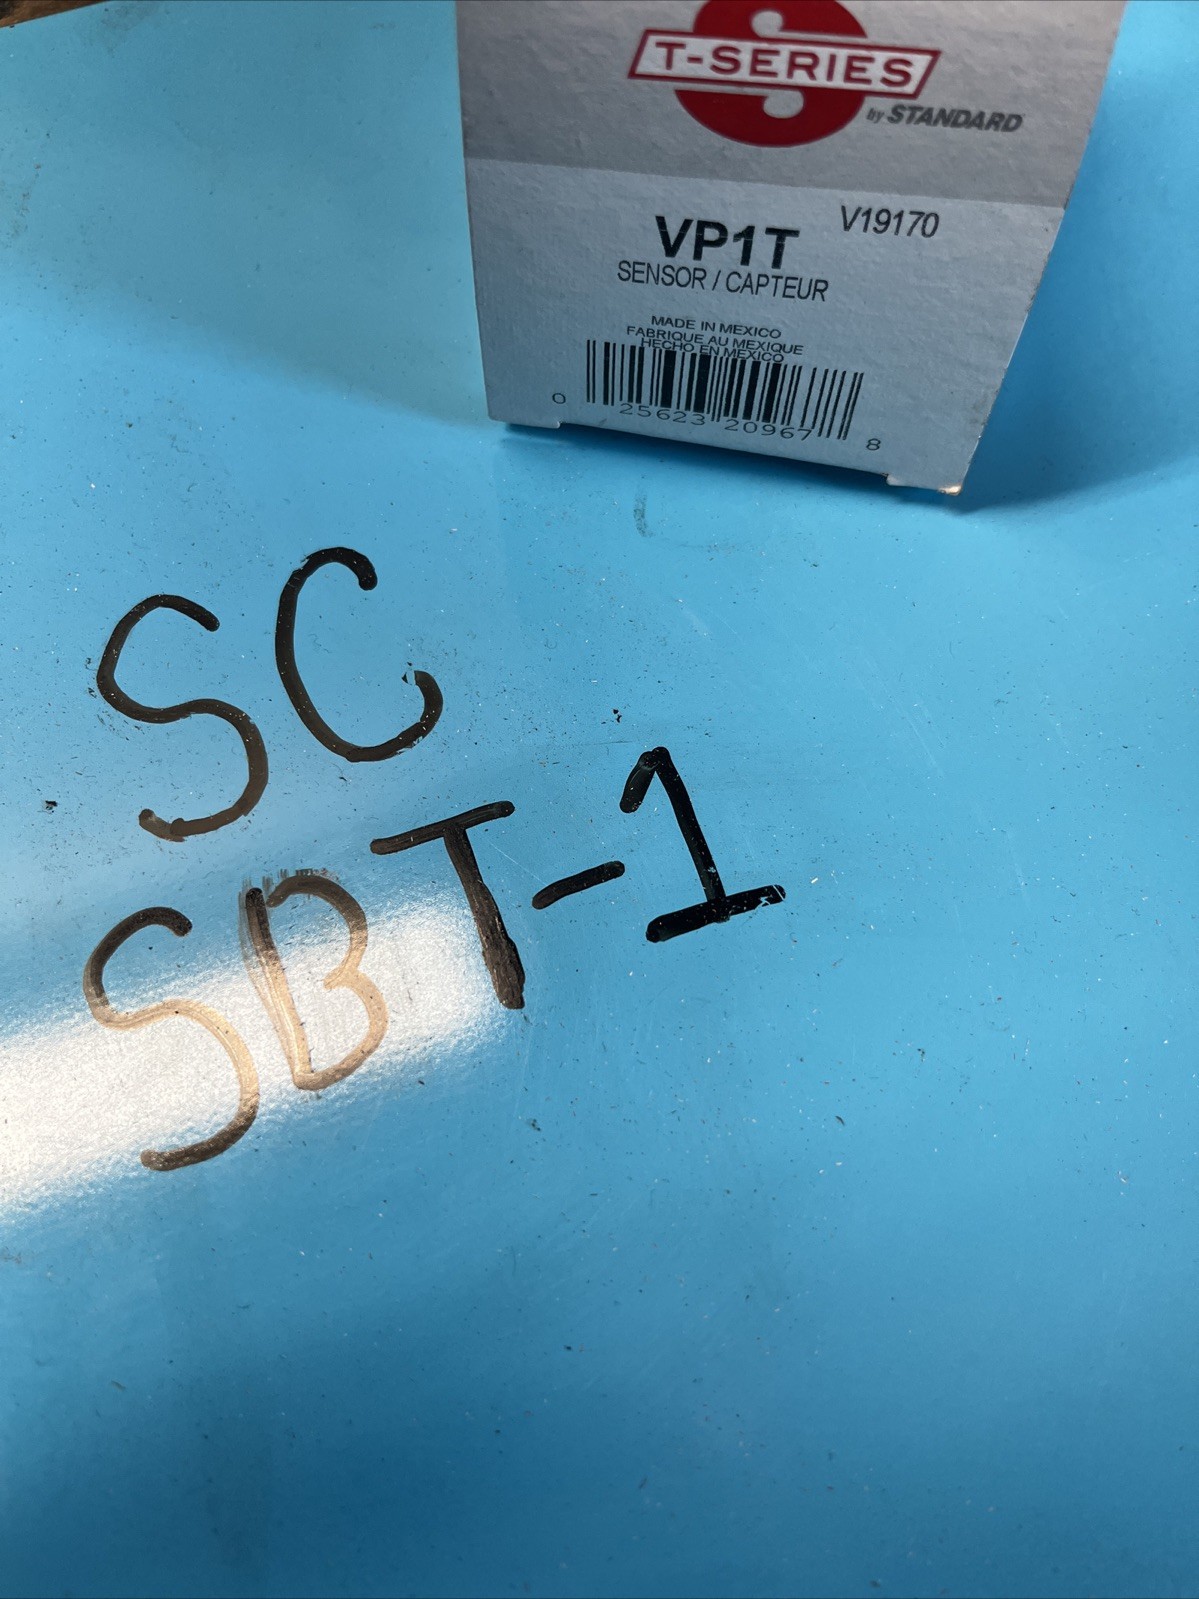 S
T-SERIES
by STANDARD
VP1T V19170
SENSOR / CAPTEUR
MADE IN MEXICO
FABRIQUE AU MEXIQUE
HECHO EN MEXICO
0 25623 20967 8
SC
SBT-1